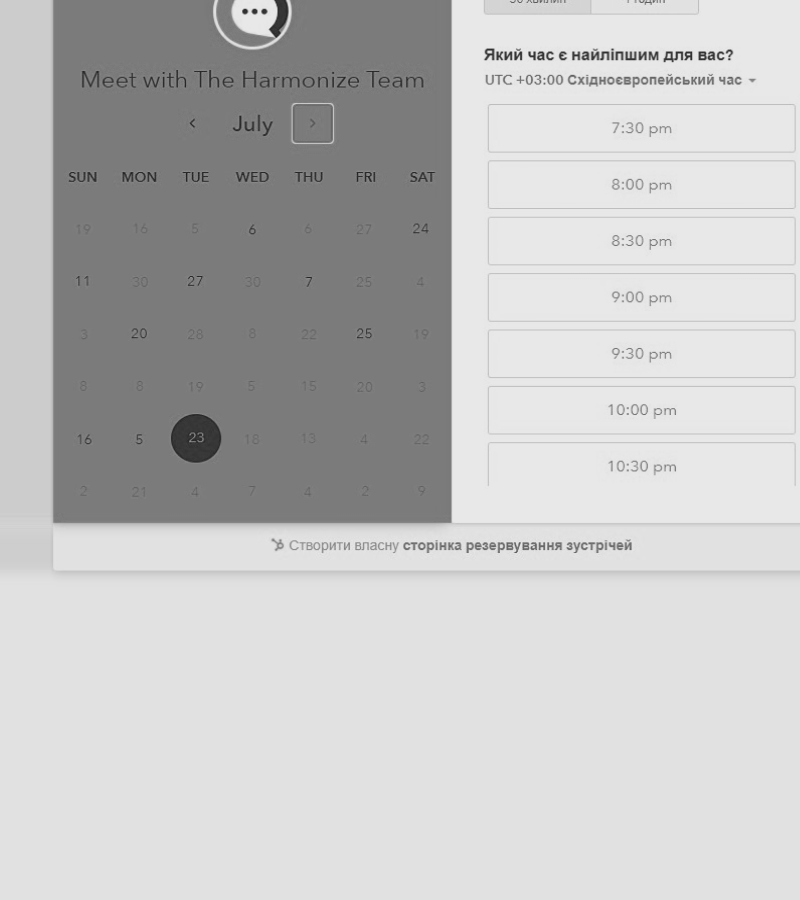 Meet with The Harmonize Team
July
SUN MON TUE WED THU FRI SAT
19 16 5 6 6 27 24
11 30 27 30 7 25 4
3 20 28 8 22 25 19
8 8 19 5 15 20 3
16 5 23 18 13 4 22
2 21 4 7 4 2 9
Який час є найліпшим для вас?
UTC +03:00 Східноєвропейський час
7:30 pm
8:00 pm
8:30 pm
9:00 pm
9:30 pm
10:00 pm
10:30 pm
Створити власну сторінка резервування зустрічей